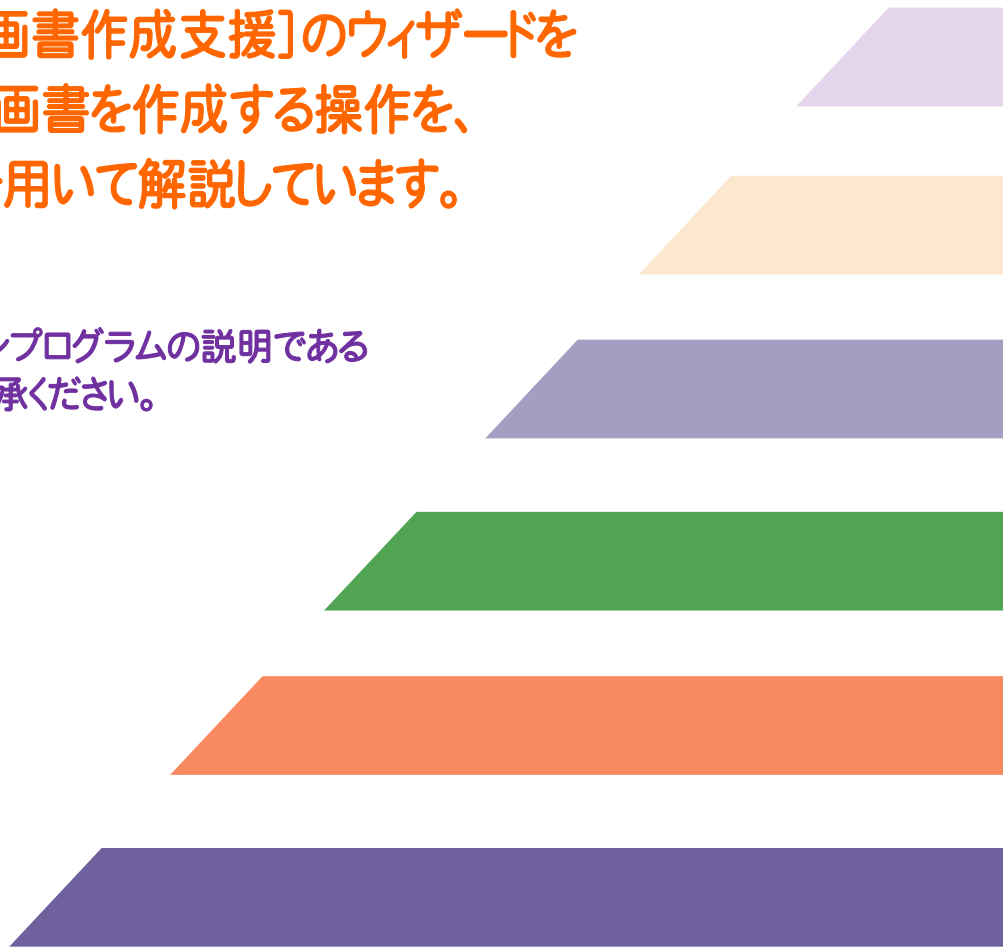 画書作成支援]のウィザードを
画書を作成する操作を、
用いて解説しています。
プログラムの説明である
承ください。